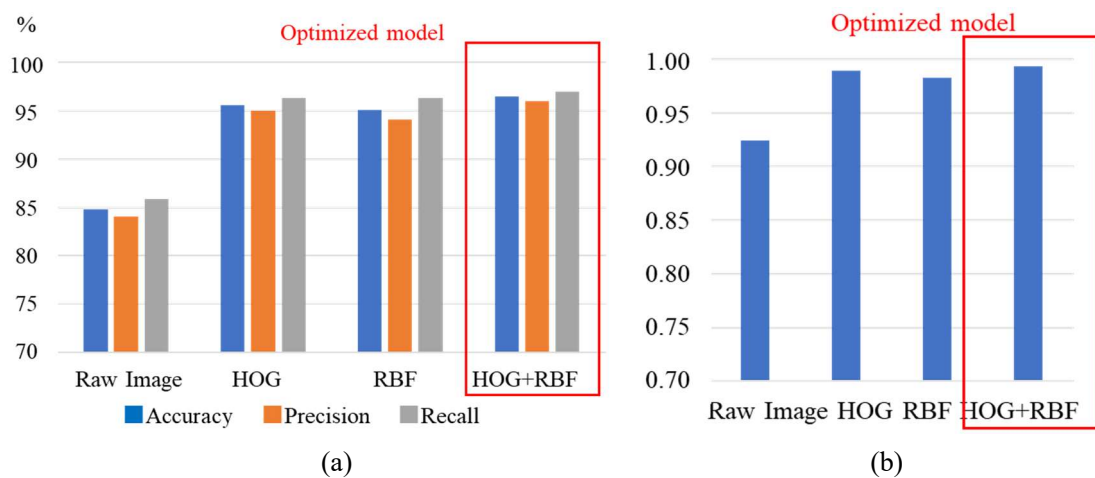 %
Optimized model
100
95
90
85
80
75
70
Raw Image HOG RBF HOG+RBF
Accuracy Precision Recall
(a)
Optimized model
1.00
0.95
0.90
0.85
0.80
0.75
0.70
Raw Image HOG RBF HOG+RBF
(b)